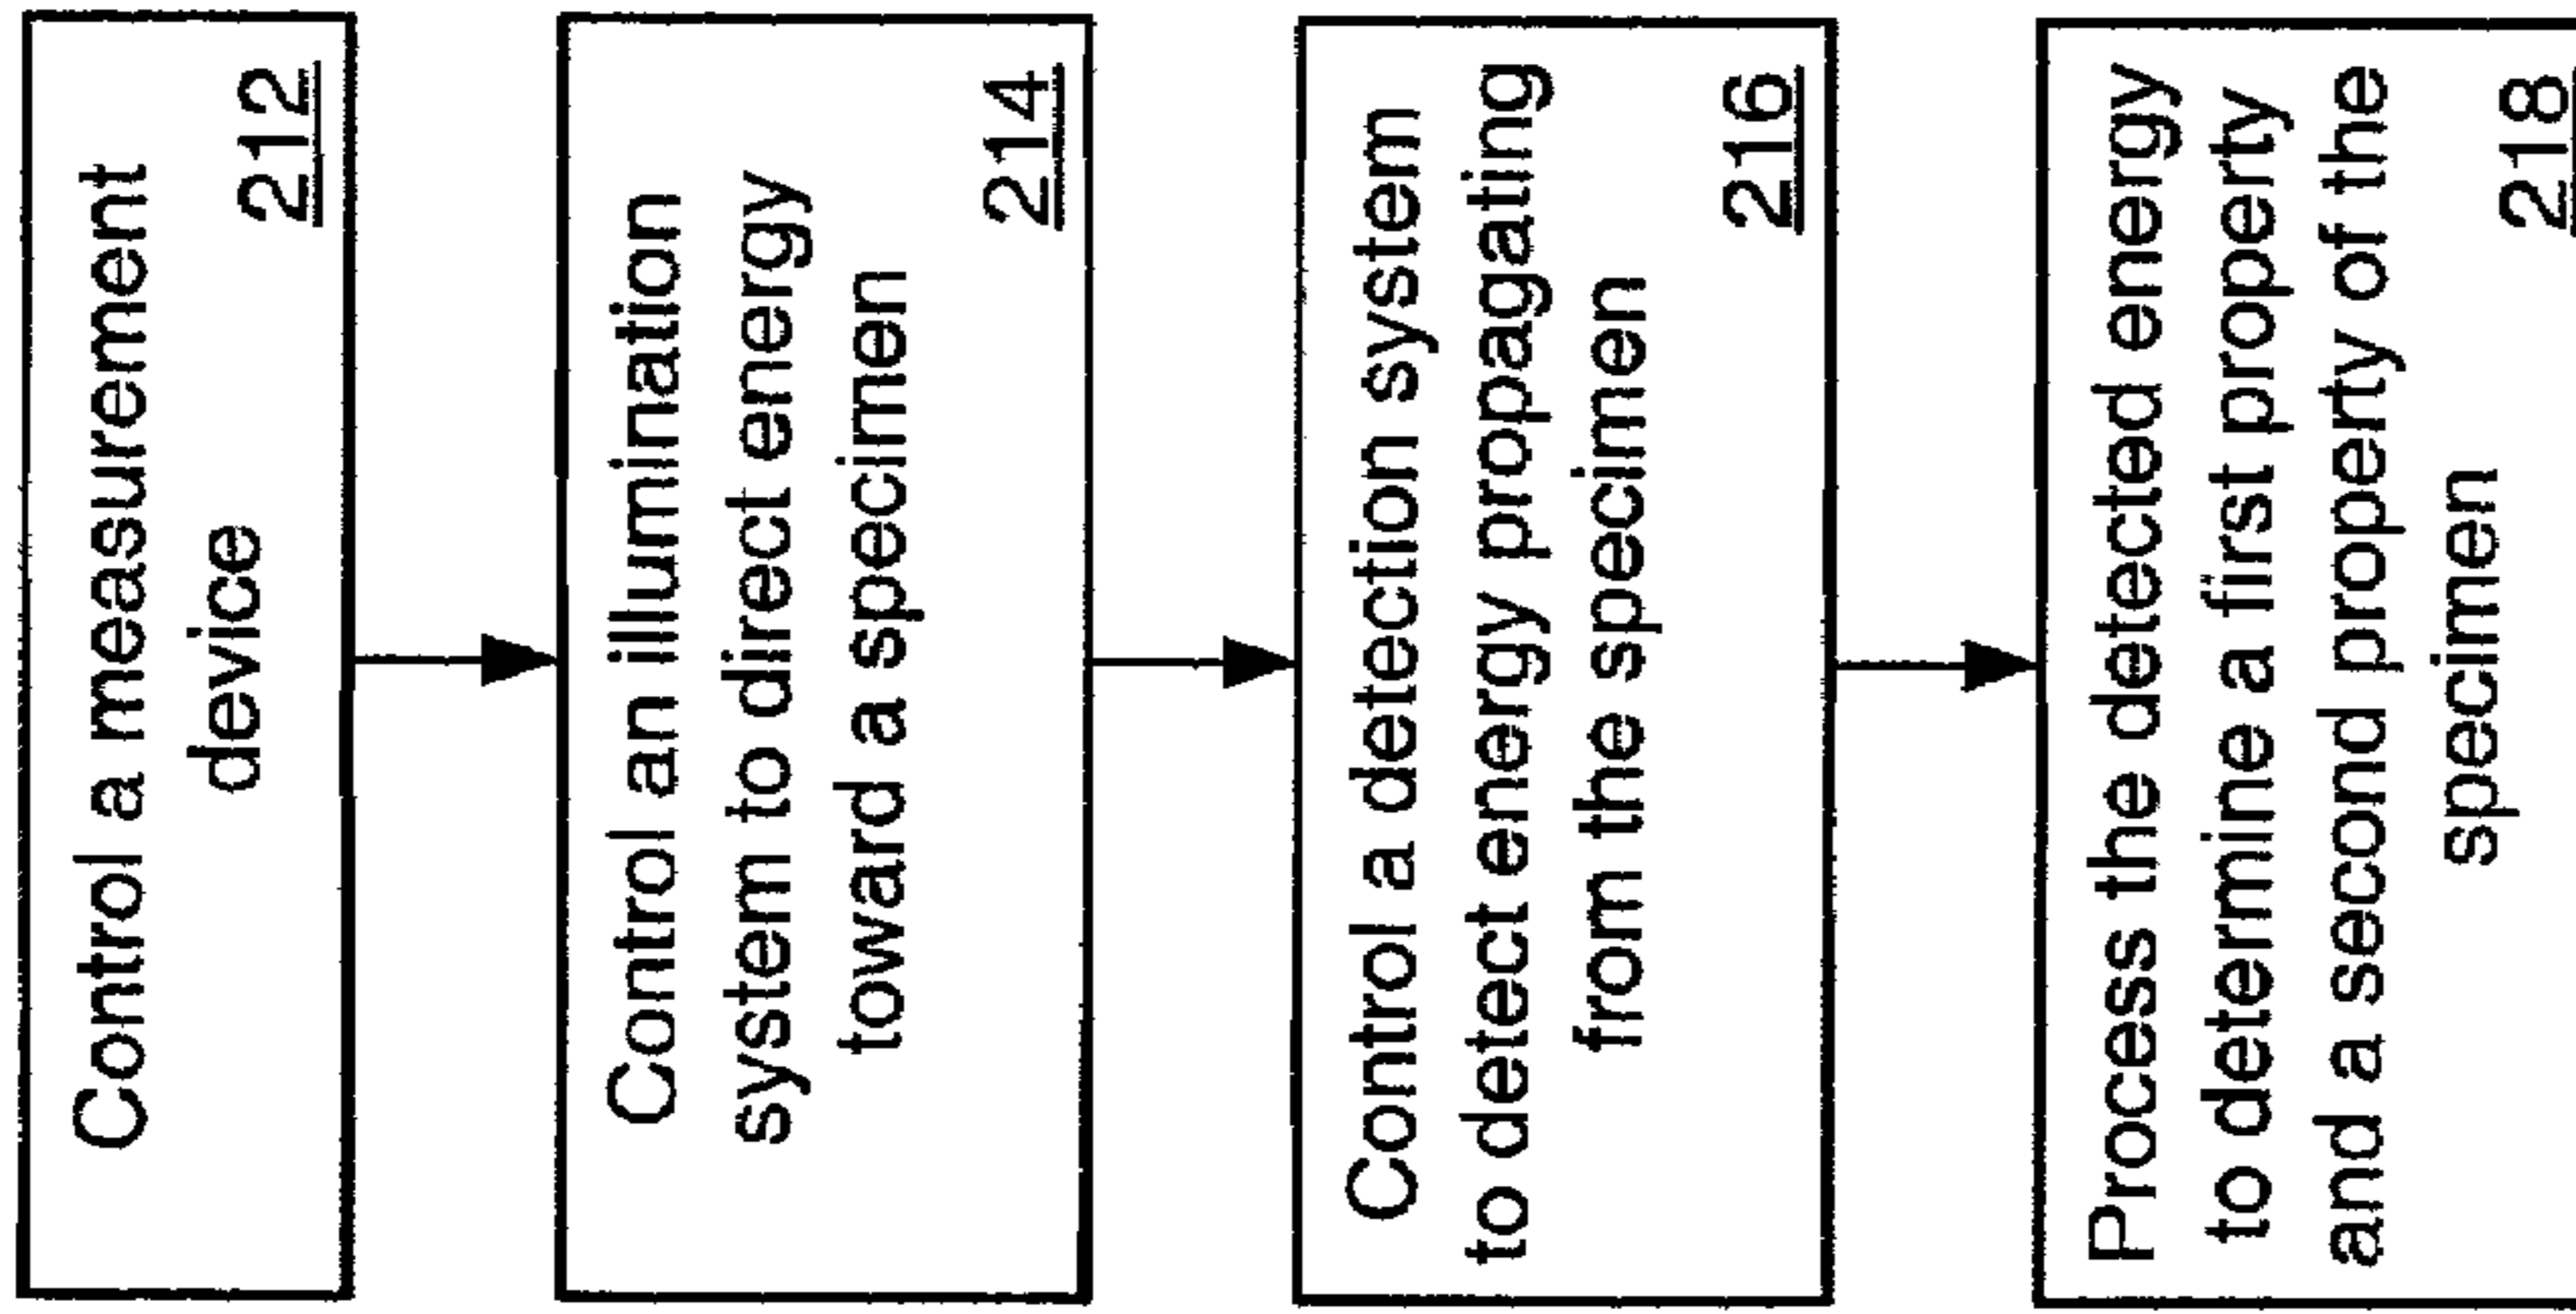 Control a measurement
device
212
Control an illumination
system to direct energy
toward a specimen
214
Control a detection system
to detect energy propagating
from the specimen
216
Process the detected energy
to determine a first property
and a second property of the
specimen
218